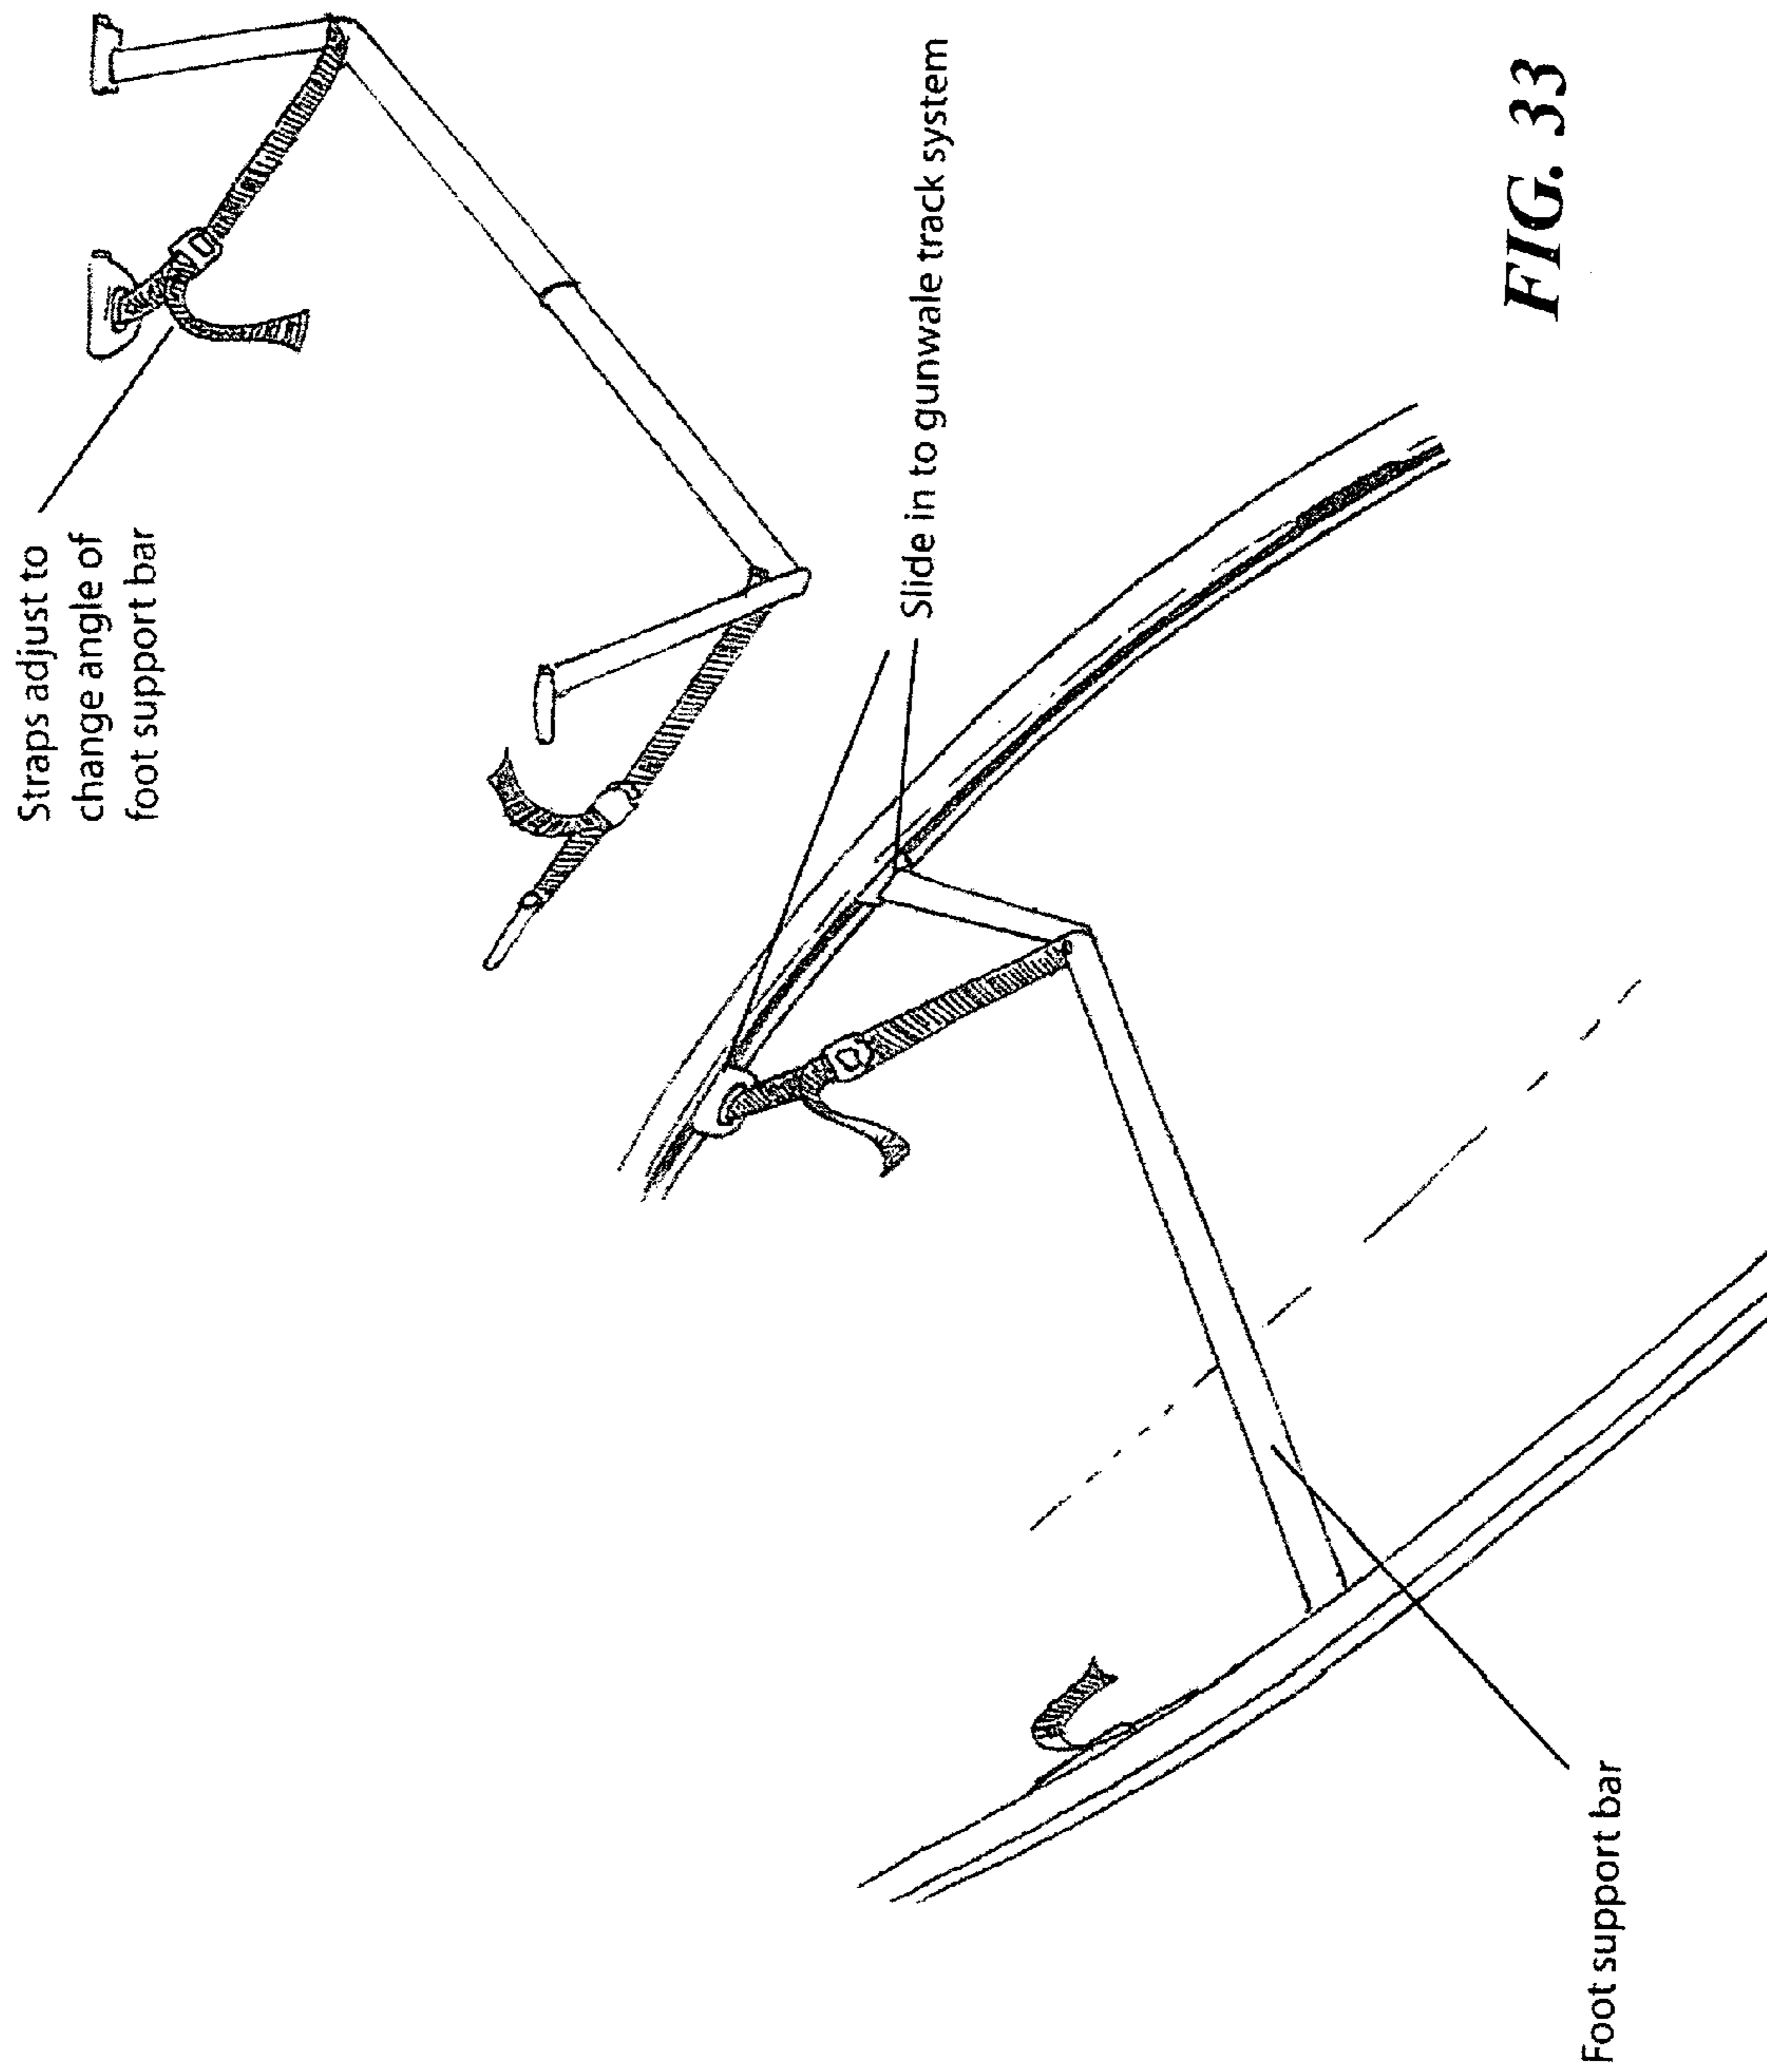 Straps adjust to
change angle of
foot support bar
Slide in to gunwale track system
Foot support bar
FIG. 33